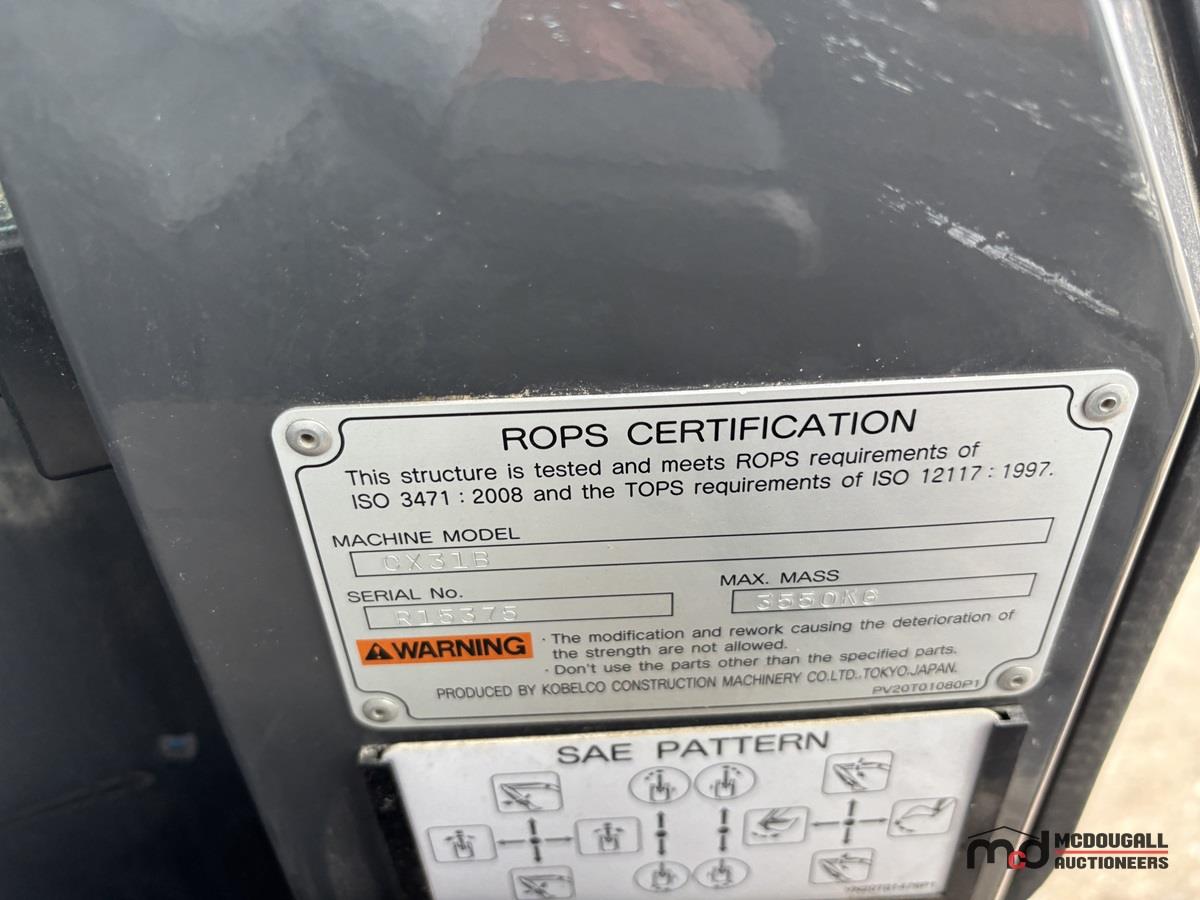 ROPS CERTIFICATION
This structure is tested and meets ROPS requirements of
ISO 3471 : 2008 and the TOPS requirements of ISO 12117 : 1997.
MACHINE MODEL
CX31B
SERIAL No.
R15375
MAX. MASS
3550KG
WARNING
· The modification and rework causing the deterioration of
the strength are not allowed.
· Don't use the parts other than the specified parts.
PRODUCED BY KOBELCO CONSTRUCTION MACHINERY CO.LTD.,TOKYO,JAPAN.
PV20T01080P1
SAE PATTERN
mcd
MCDOUGALL
AUCTIONEERS